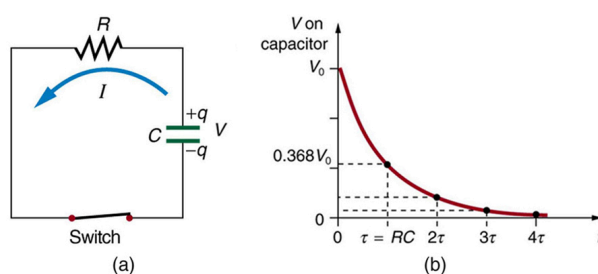 R
I
+q
C
V
−q
Switch
(a)
V on
capacitor
V₀
0.368V₀
0
0 τ = RC 2τ 3τ 4τ
(b)